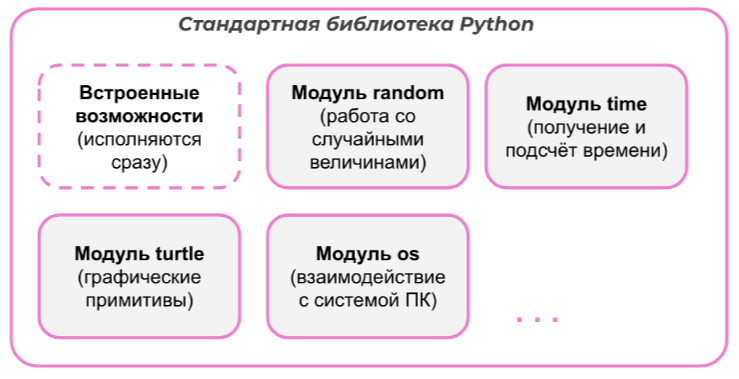 Стандартная библиотека Python
Встроенные
возможности
(исполняются
сразу)
Модуль random
(работа со
случайными
величинами)
Модуль time
(получение и
подсчёт времени)
Модуль turtle
(графические
примитивы)
Модуль os
(взаимодействие
с системой ПК)
. . .